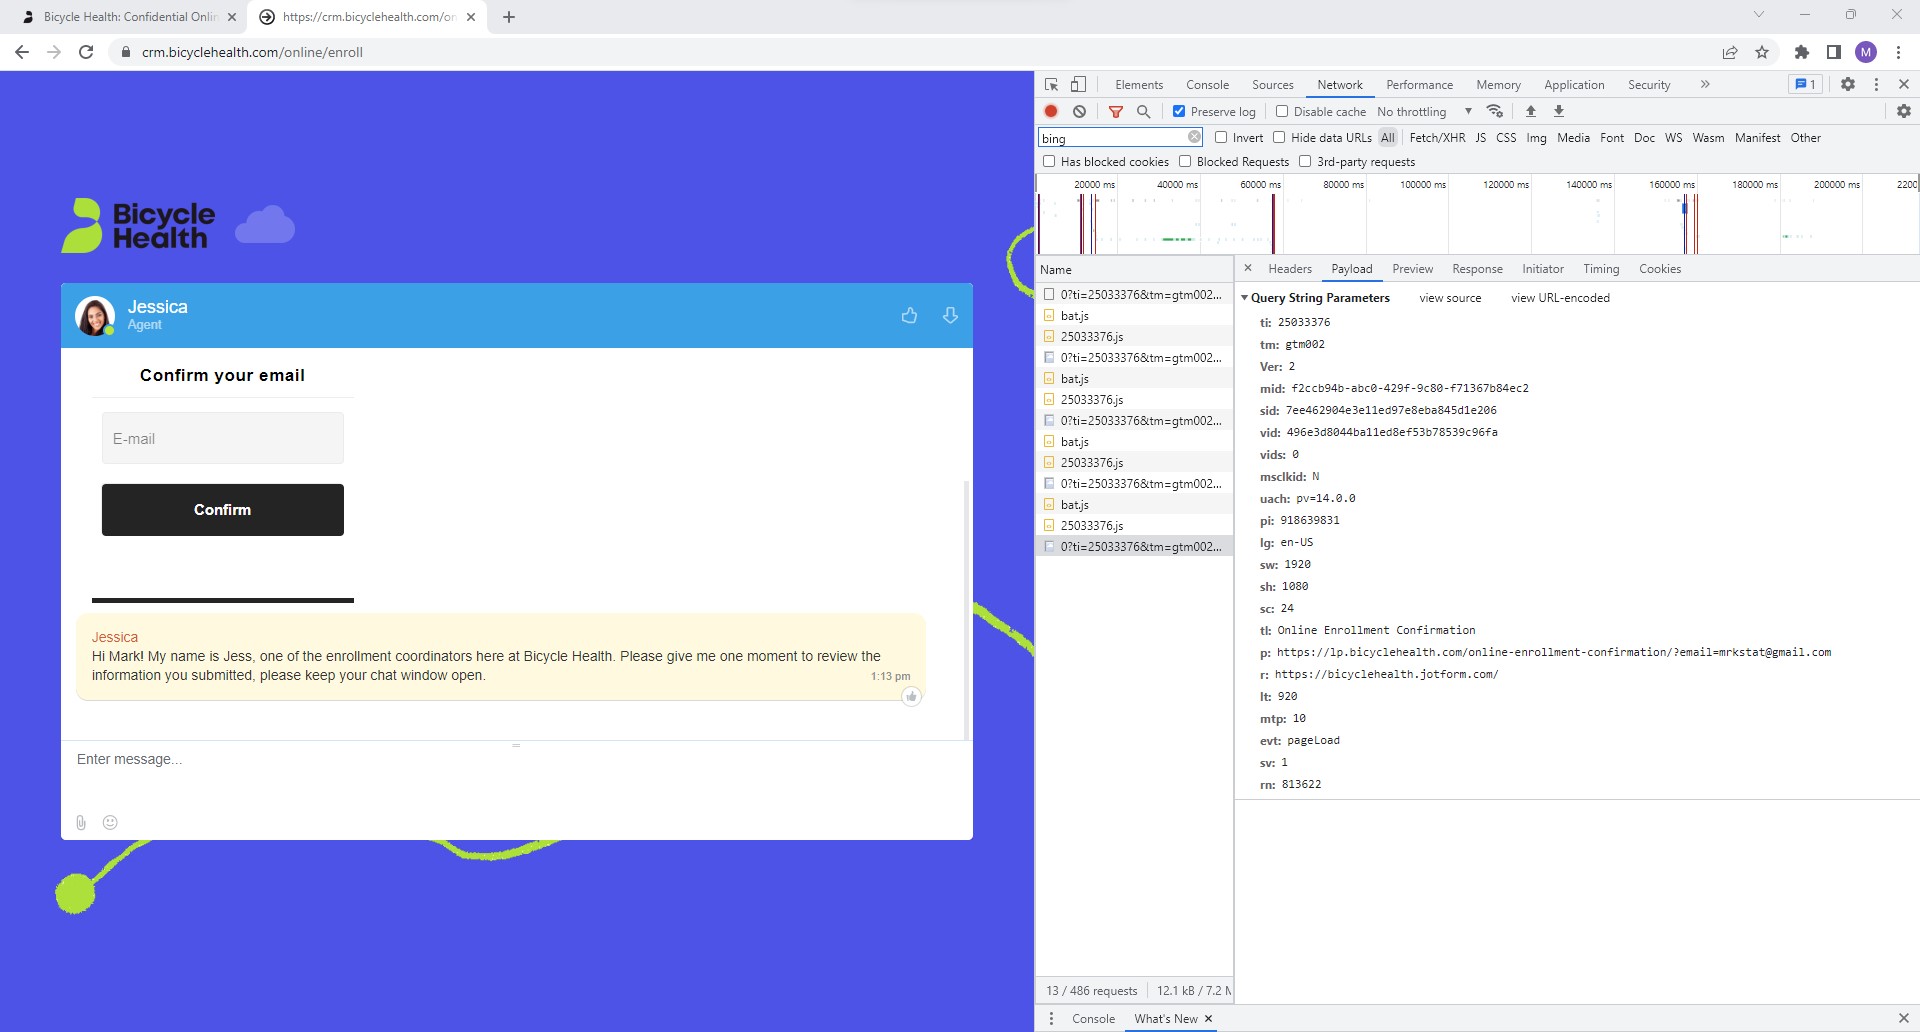 Bicycle Health: Confidential Onlin
https://crm.bicyclehealth.com/on
crm.bicyclehealth.com/online/enroll
M
Bicycle
Health
Jessica
Agent
Confirm your email
E-mail
Confirm
Jessica
Hi Mark! My name is Jess, one of the enrollment coordinators here at Bicycle Health. Please give me one moment to review the
information you submitted, please keep your chat window open.
1:13 pm
Enter message...
Elements Console Sources Network Performance Memory Application Security » 1
Preserve log Disable cache No throttling
bing Invert Hide data URLs All Fetch/XHR JS CSS Img Media Font Doc WS Wasm Manifest Other
Has blocked cookies Blocked Requests 3rd-party requests
20000 ms 40000 ms 60000 ms 80000 ms 100000 ms 120000 ms 140000 ms 160000 ms 180000 ms 200000 ms 2200
Name
0?ti=25033376&tm=gtm002...
bat.js
25033376.js
0?ti=25033376&tm=gtm002...
bat.js
25033376.js
0?ti=25033376&tm=gtm002...
bat.js
25033376.js
0?ti=25033376&tm=gtm002...
bat.js
25033376.js
0?ti=25033376&tm=gtm002...
Headers Payload Preview Response Initiator Timing Cookies
Query String Parameters view source view URL-encoded
ti: 25033376
tm: gtm002
Ver: 2
mid: f2ccb94b-abc0-429f-9c80-f71367b84ec2
sid: 7ee462904e3e11ed97e8eba845d1e206
vid: 496e3d8044ba11ed8ef53b78539c96fa
vids: 0
msclkid: N
uach: pv=14.0.0
pi: 918639831
lg: en-US
sw: 1920
sh: 1080
sc: 24
tl: Online Enrollment Confirmation
p: https://lp.bicyclehealth.com/online-enrollment-confirmation/?email=mrkstat@gmail.com
r: https://bicyclehealth.jotform.com/
lt: 920
mtp: 10
evt: pageLoad
sv: 1
rn: 813622
13 / 486 requests 12.1 kB / 7.2 M
Console What's New